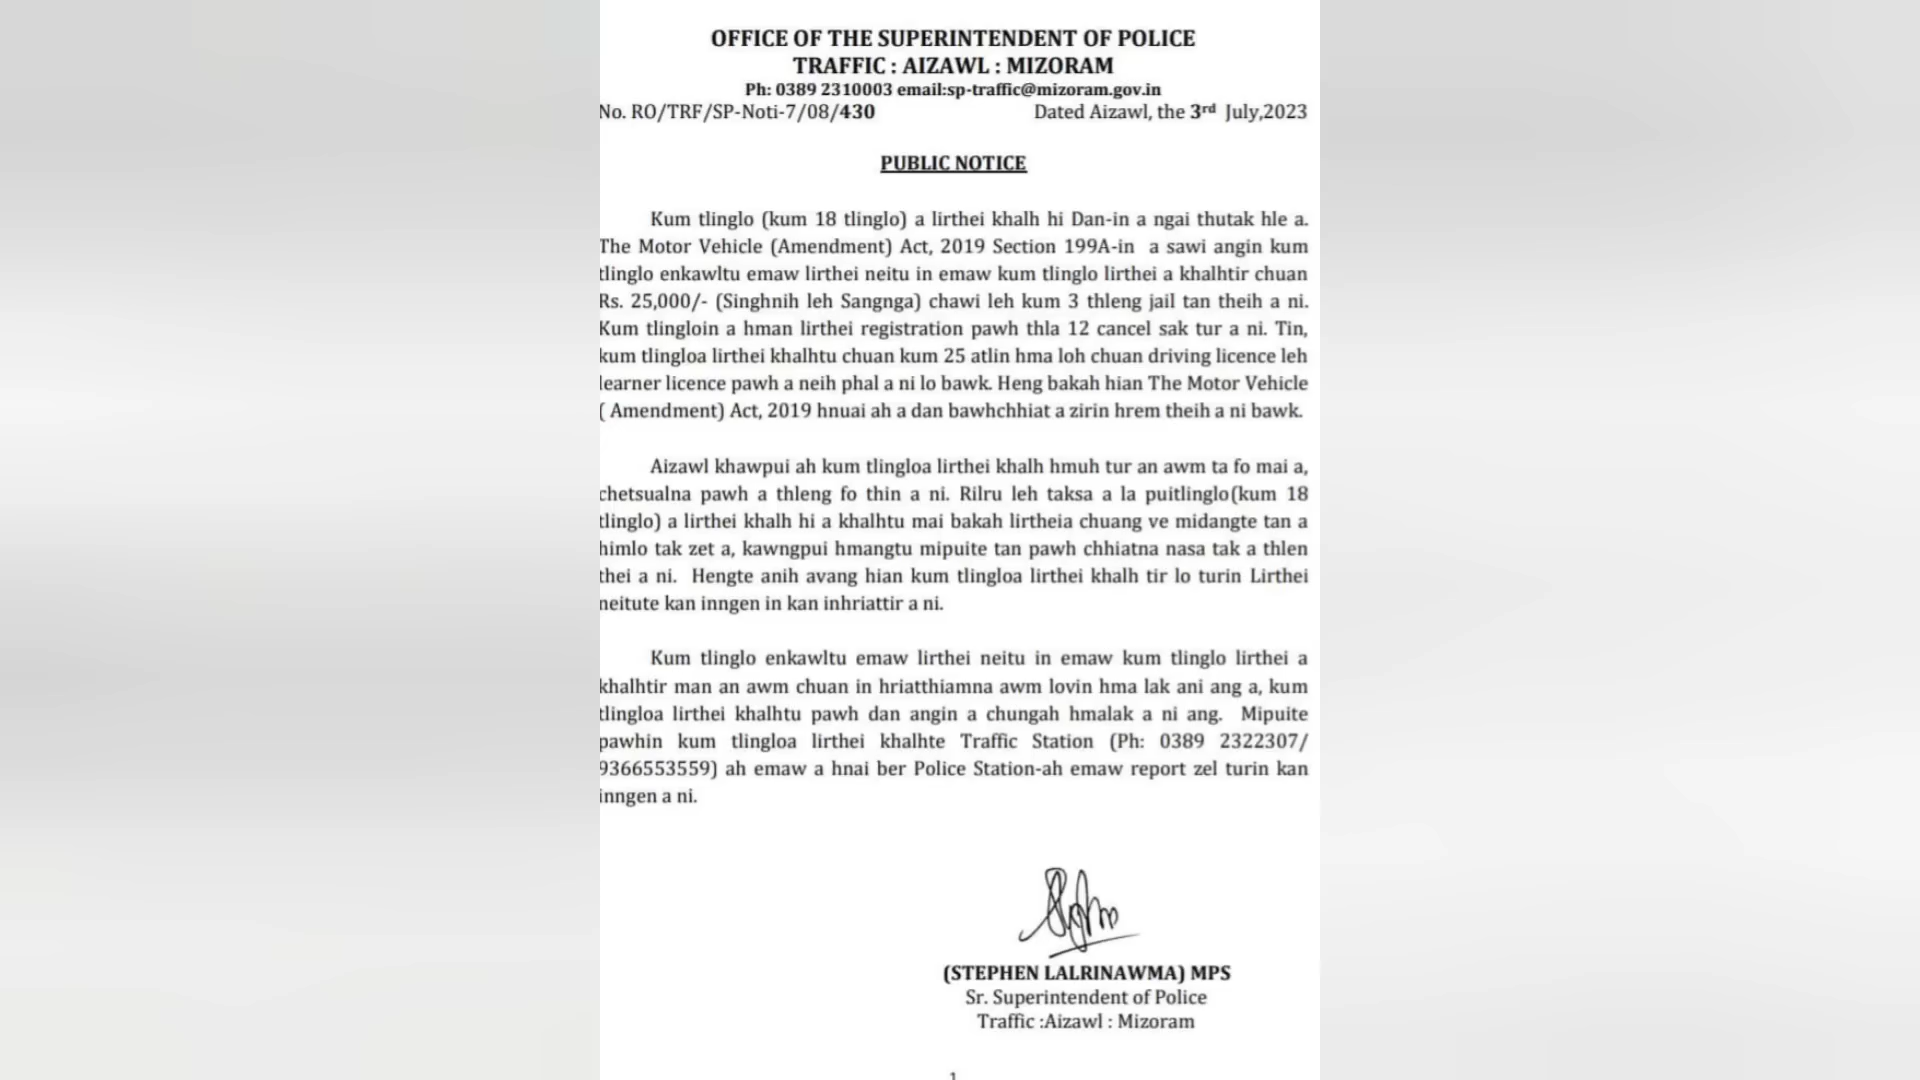 OFFICE OF THE SUPERINTENDENT OF POLICE
TRAFFIC : AIZAWL : MIZORAM
Ph: 0389 2310003 email:sp-traffic@mizoram.gov.in
No. RO/TRF/SP-Noti-7/08/430 Dated Aizawl, the 3rd July,2023
PUBLIC NOTICE
Kum tlinglo (kum 18 tlinglo) a lirthei khalh hi Dan-in a ngai thutak hle a.
The Motor Vehicle (Amendment) Act, 2019 Section 199A-in a sawi angin kum
tlinglo enkawltu emaw lirthei neitu in emaw kum tlinglo lirthei a khalhtir chuan
Rs. 25,000/- (Singhnih leh Sangnga) chawi leh kum 3 thleng jail tan theih a ni.
Kum tlingloin a hman lirthei registration pawh thla 12 cancel sak tur a ni. Tin,
kum tlingloa lirthei khalhtu chuan kum 25 atlin hma loh chuan driving licence leh
learner licence pawh a neih phal a ni lo bawk. Heng bakah hian The Motor Vehicle
( Amendment) Act, 2019 hnuai ah a dan bawhchhiat a zirin hrem theih a ni bawk.
Aizawl khawpui ah kum tlingloa lirthei khalh hmuh tur an awm ta fo mai a,
chetsualna pawh a thleng fo thin a ni. Rilru leh taksa a la puitlinglo(kum 18
tlinglo) a lirthei khalh hi a khalhtu mai bakah lirtheia chuang ve midangte tan a
himlo tak zet a, kawngpui hmangtu mipuite tan pawh chhiatna nasa tak a thlen
thei a ni. Hengte anih avang hian kum tlingloa lirthei khalh tir lo turin Lirthei
neitute kan inngen in kan inhriattir a ni.
Kum tlinglo enkawltu emaw lirthei neitu in emaw kum tlinglo lirthei a
khalhtir man an awm chuan in hriatthiamna awm lovin hma lak ani ang a, kum
tlingloa lirthei khalhtu pawh dan angin a chungah hmalak a ni ang. Mipuite
pawhin kum tlingloa lirthei khalhte Traffic Station (Ph: 0389 2322307/
9366553559) ah emaw a hnai ber Police Station-ah emaw report zel turin kan
inngen a ni.
(STEPHEN LALRINAWMA) MPS
Sr. Superintendent of Police
Traffic :Aizawl : Mizoram
1